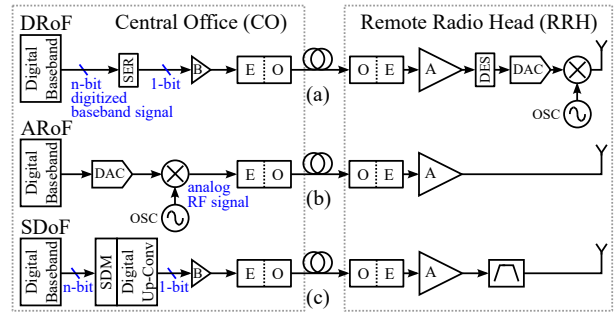 DRoF
Central Office (CO)
Remote Radio Head (RRH)
Digital
Baseband
SER
B
E O
O E
A
DES
DAC
OSC
n-bit
digitized
baseband signal
1-bit
(a)
ARoF
Digital
Baseband
DAC
OSC
analog
RF signal
E O
(b)
O E
A
SDoF
Digital
Baseband
n-bit
SDM
Digital
Up-Conv
1-bit
B
E O
(c)
O E
A